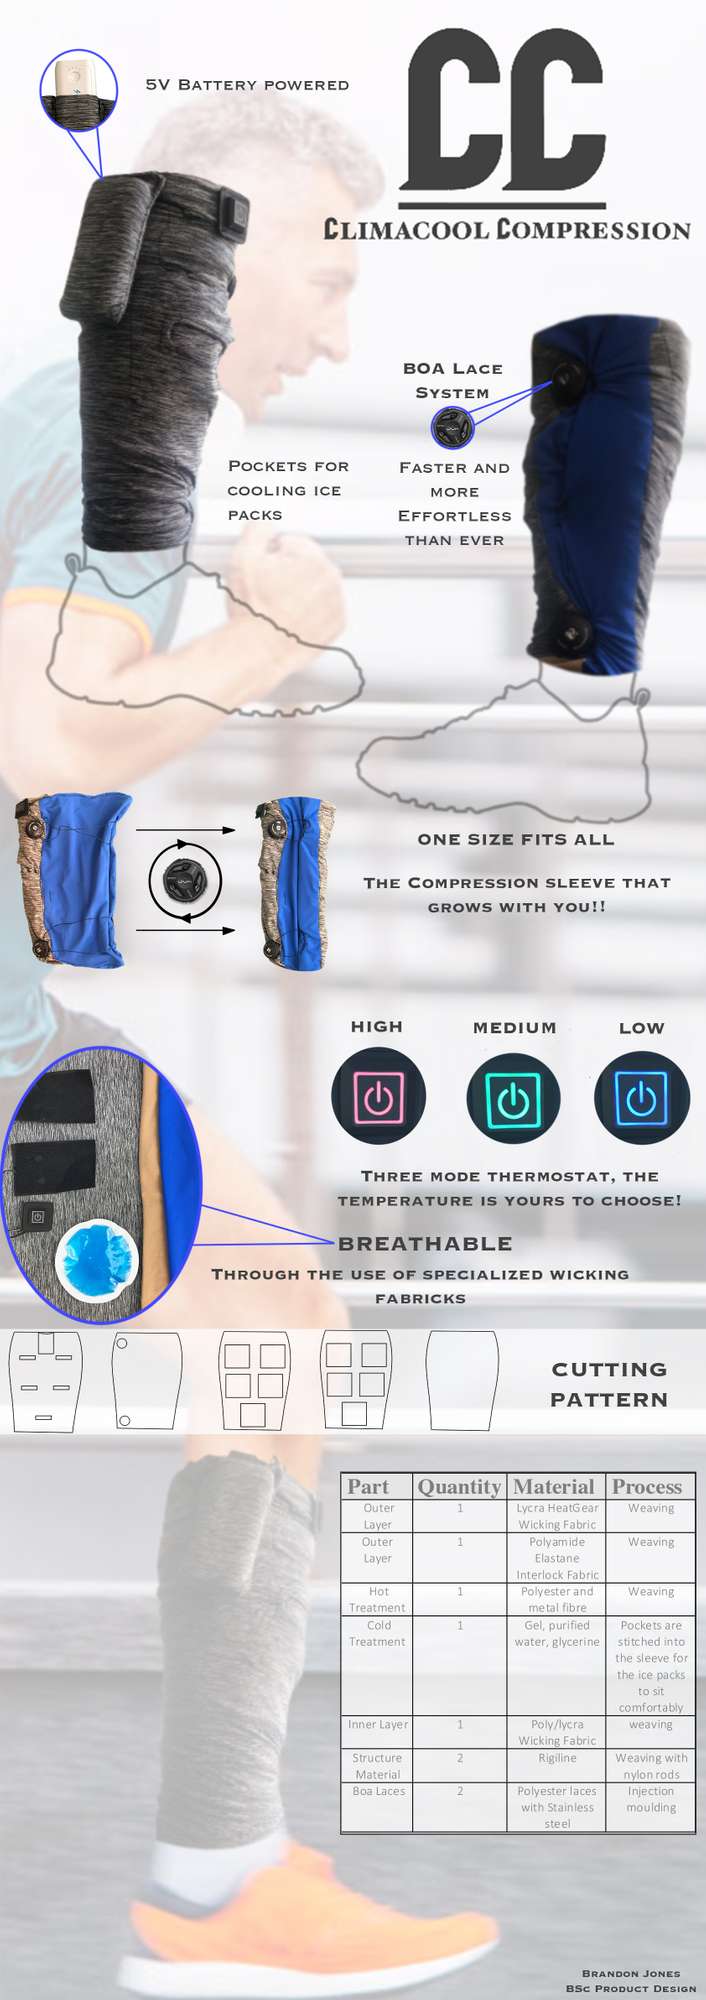 5V Battery powered
CC
Climacool Compression
BOA Lace
System
Pockets for
cooling ice
packs
Faster and
more
Effortless
than ever
ONE SIZE FITS ALL
The Compression sleeve that
grows with you!!
HIGH MEDIUM LOW
Three mode thermostat, the
temperature is yours to choose!
BREATHABLE
Through the use of specialized wicking
fabricks
CUTTING
PATTERN
Part Quantity Material Process
Outer Layer 1 Lycra HeatGear Wicking Fabric Weaving
Outer Layer 1 Polyamide Elastane Interlock Fabric Weaving
Hot Treatment 1 Polyester and metal fibre Weaving
Cold Treatment 1 Gel, purified water, glycerine Pockets are stitched into the sleeve for the ice packs to sit comfortably
Inner Layer 1 Poly/lycra Wicking Fabric weaving
Structure Material 2 Rigiline Weaving with nylon rods
Boa Laces 2 Polyester laces with Stainless steel Injection moulding
Brandon Jones
BSc Product Design